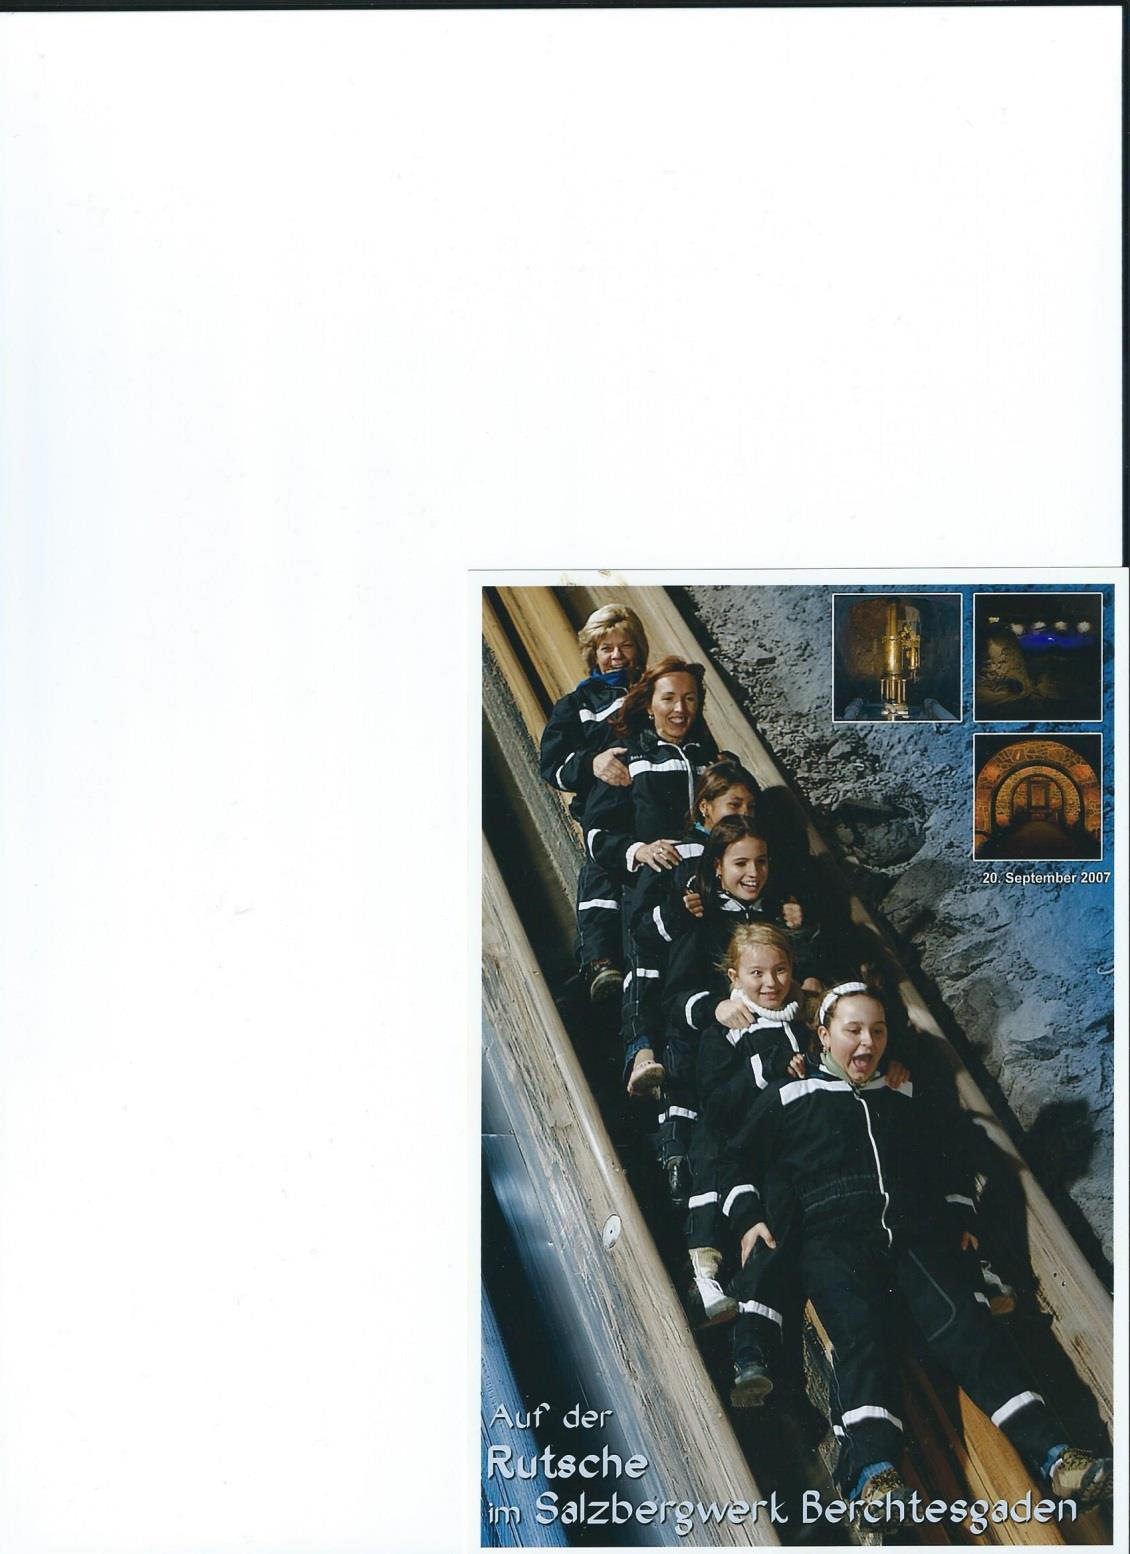 20. September 2007
Auf der
Rutsche
im Salzbergwerk Berchtesgaden